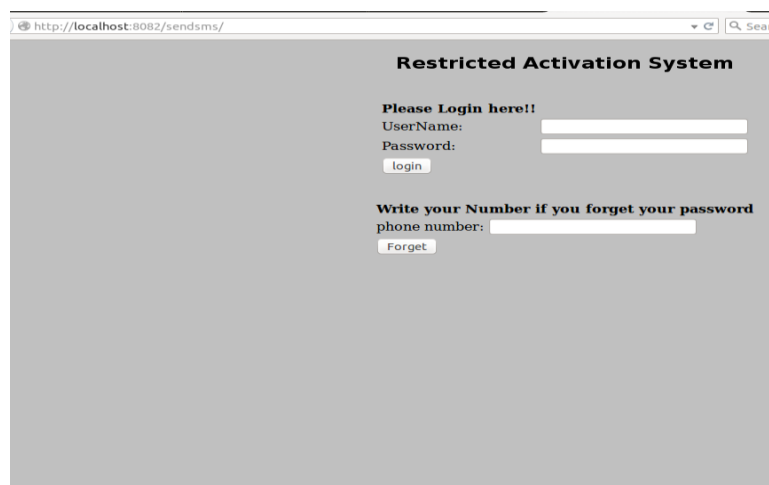 http://localhost:8082/sendsms/
Restricted Activation System
Please Login here!!
UserName:
Password:
login
Write your Number if you forget your password
phone number:
Forget